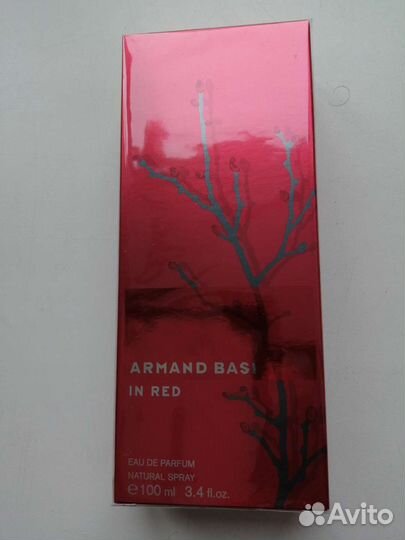 ARMAND BASI
IN RED
EAU DE PARFUM
NATURAL SPRAY
℮100 ml 3.4 fl.oz.
Avito